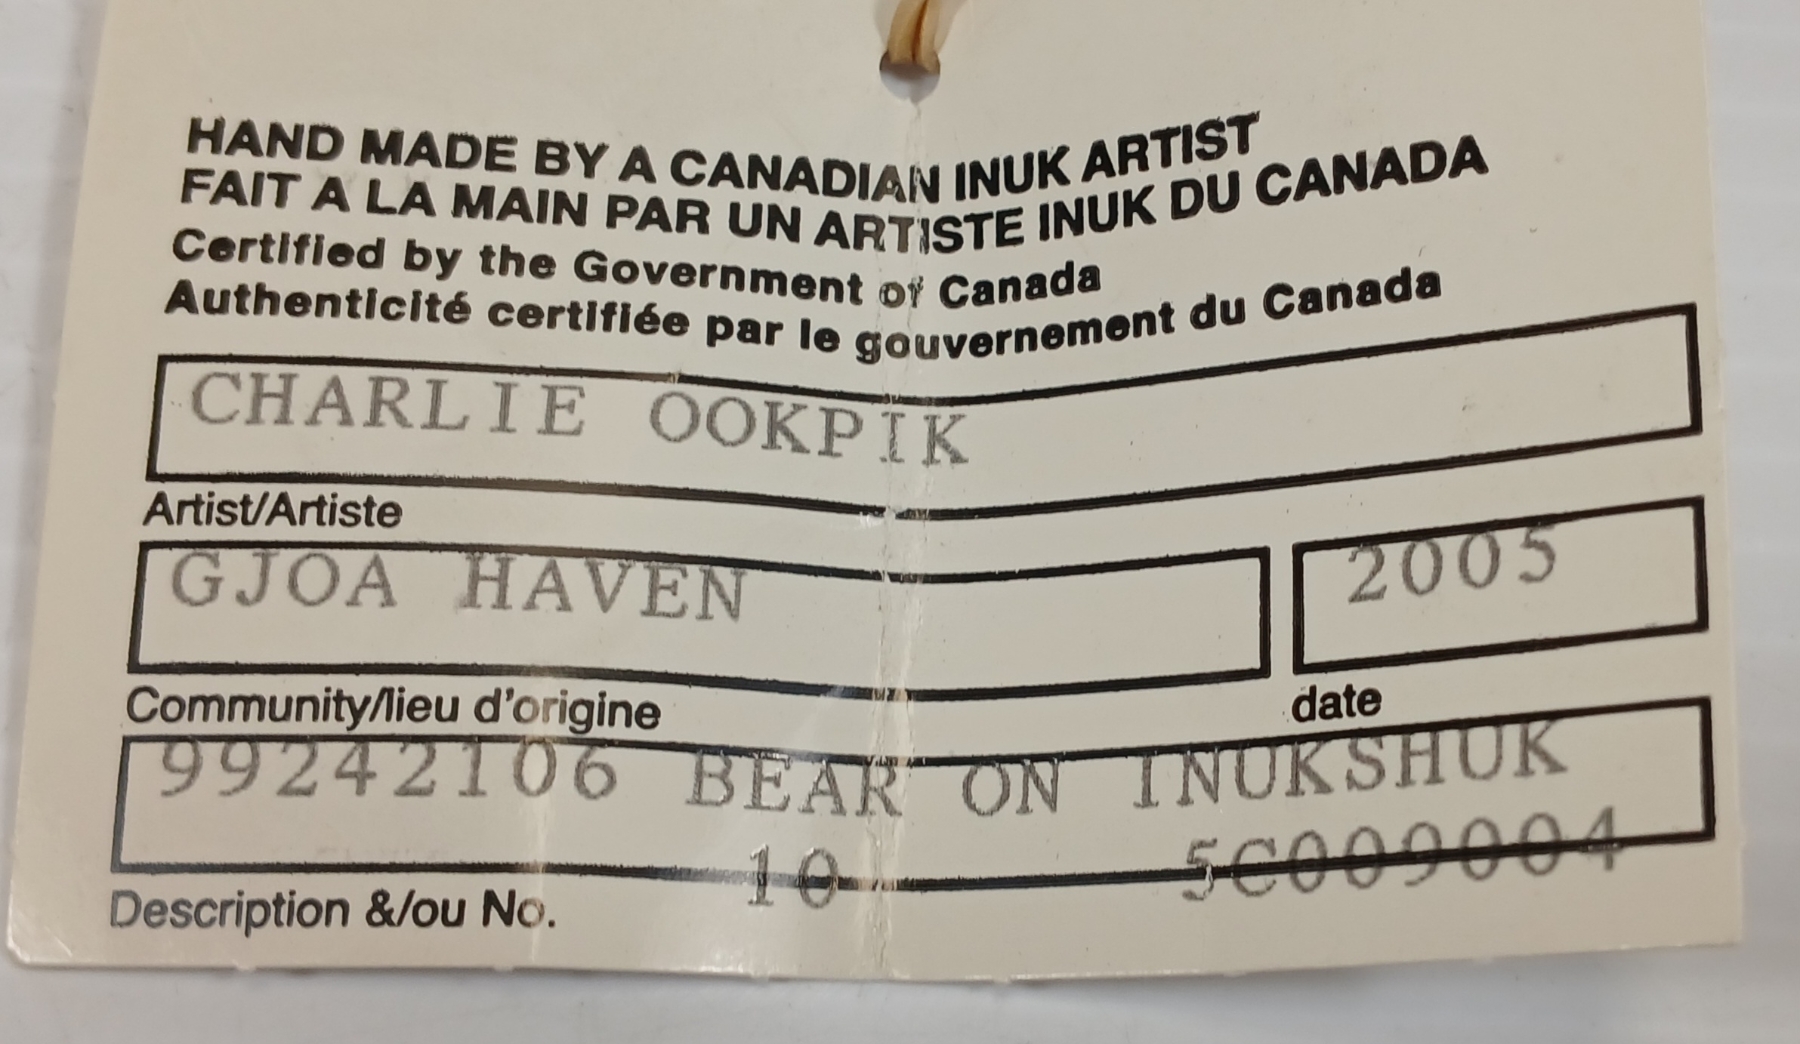 HAND MADE BY A CANADIAN INUK ARTIST
FAIT A LA MAIN PAR UN ARTISTE INUK DU CANADA
Certified by the Government of Canada
Authenticité certifiée par le gouvernement du Canada
CHARLIE OOKPIK
Artist/Artiste
GJOA HAVEN 2005
Community/lieu d'origine date
99242106 BEAR ON INUKSHUK
10 5C009004
Description &/ou No.